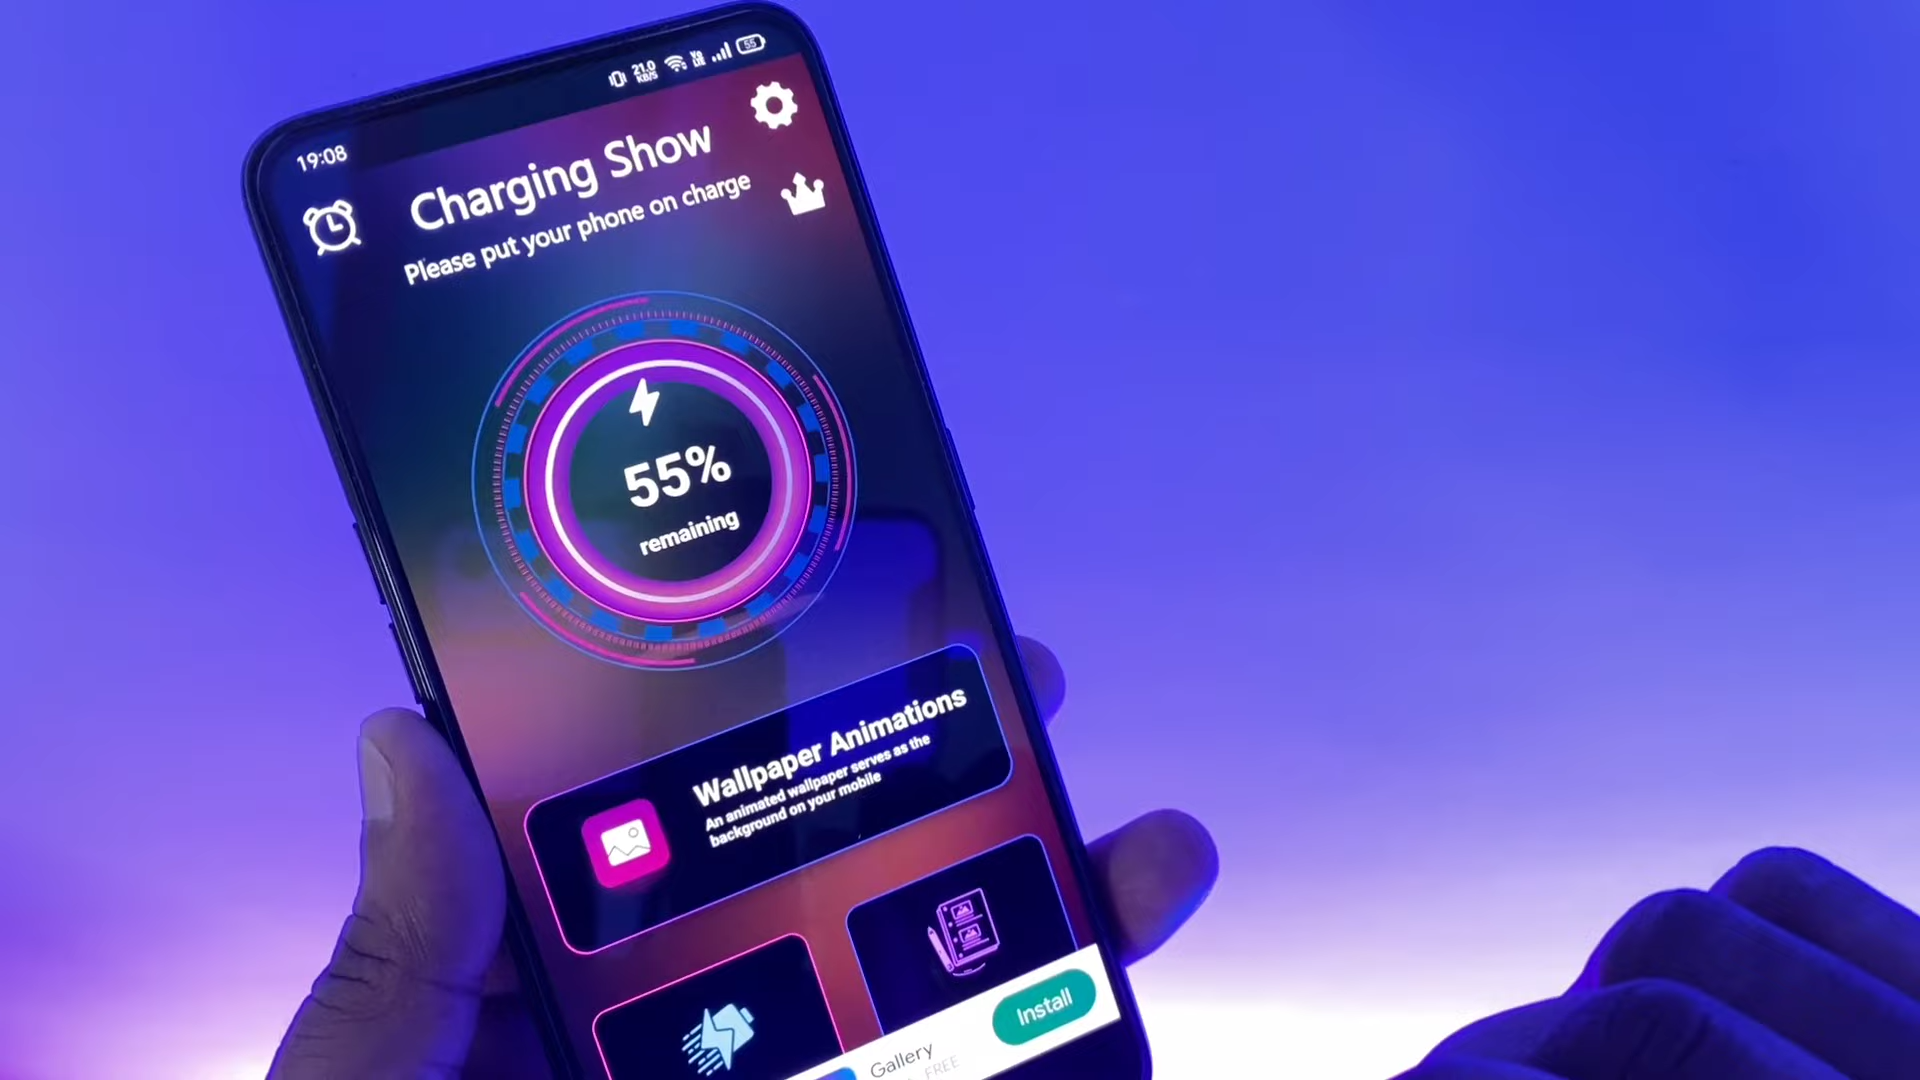 19:08
21.0
KB/S
55
Charging Show
Please put your phone on charge
55%
remaining
Wallpaper Animations
An animated wallpaper serves as the
background on your mobile
Install
Gallery
FREE